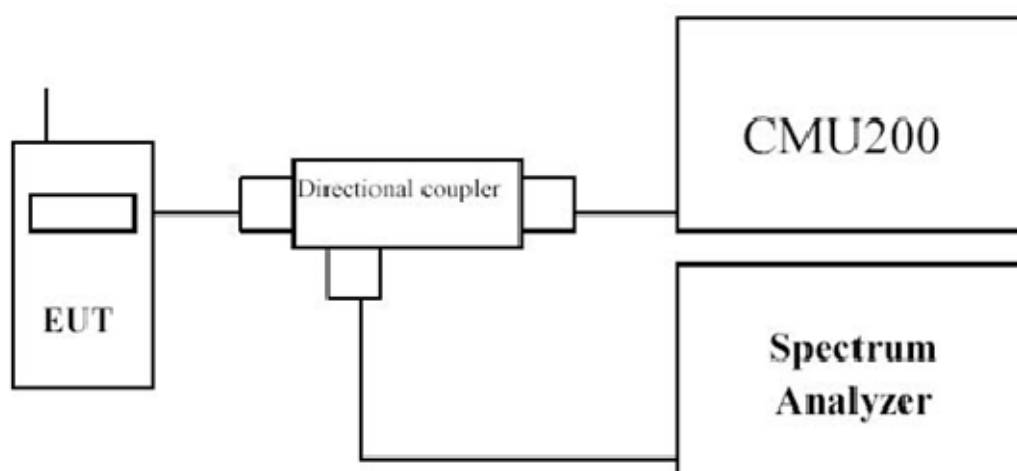 CMU200
Directional coupler
EUT
Spectrum
Analyzer